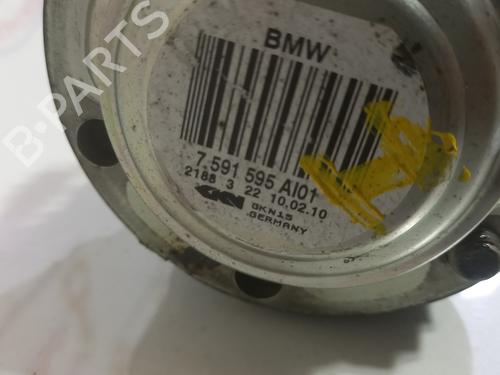 B-PARTS
BMW
7 591 595 AI01
2188 3 22 10.02.10
GKN15
GERMANY